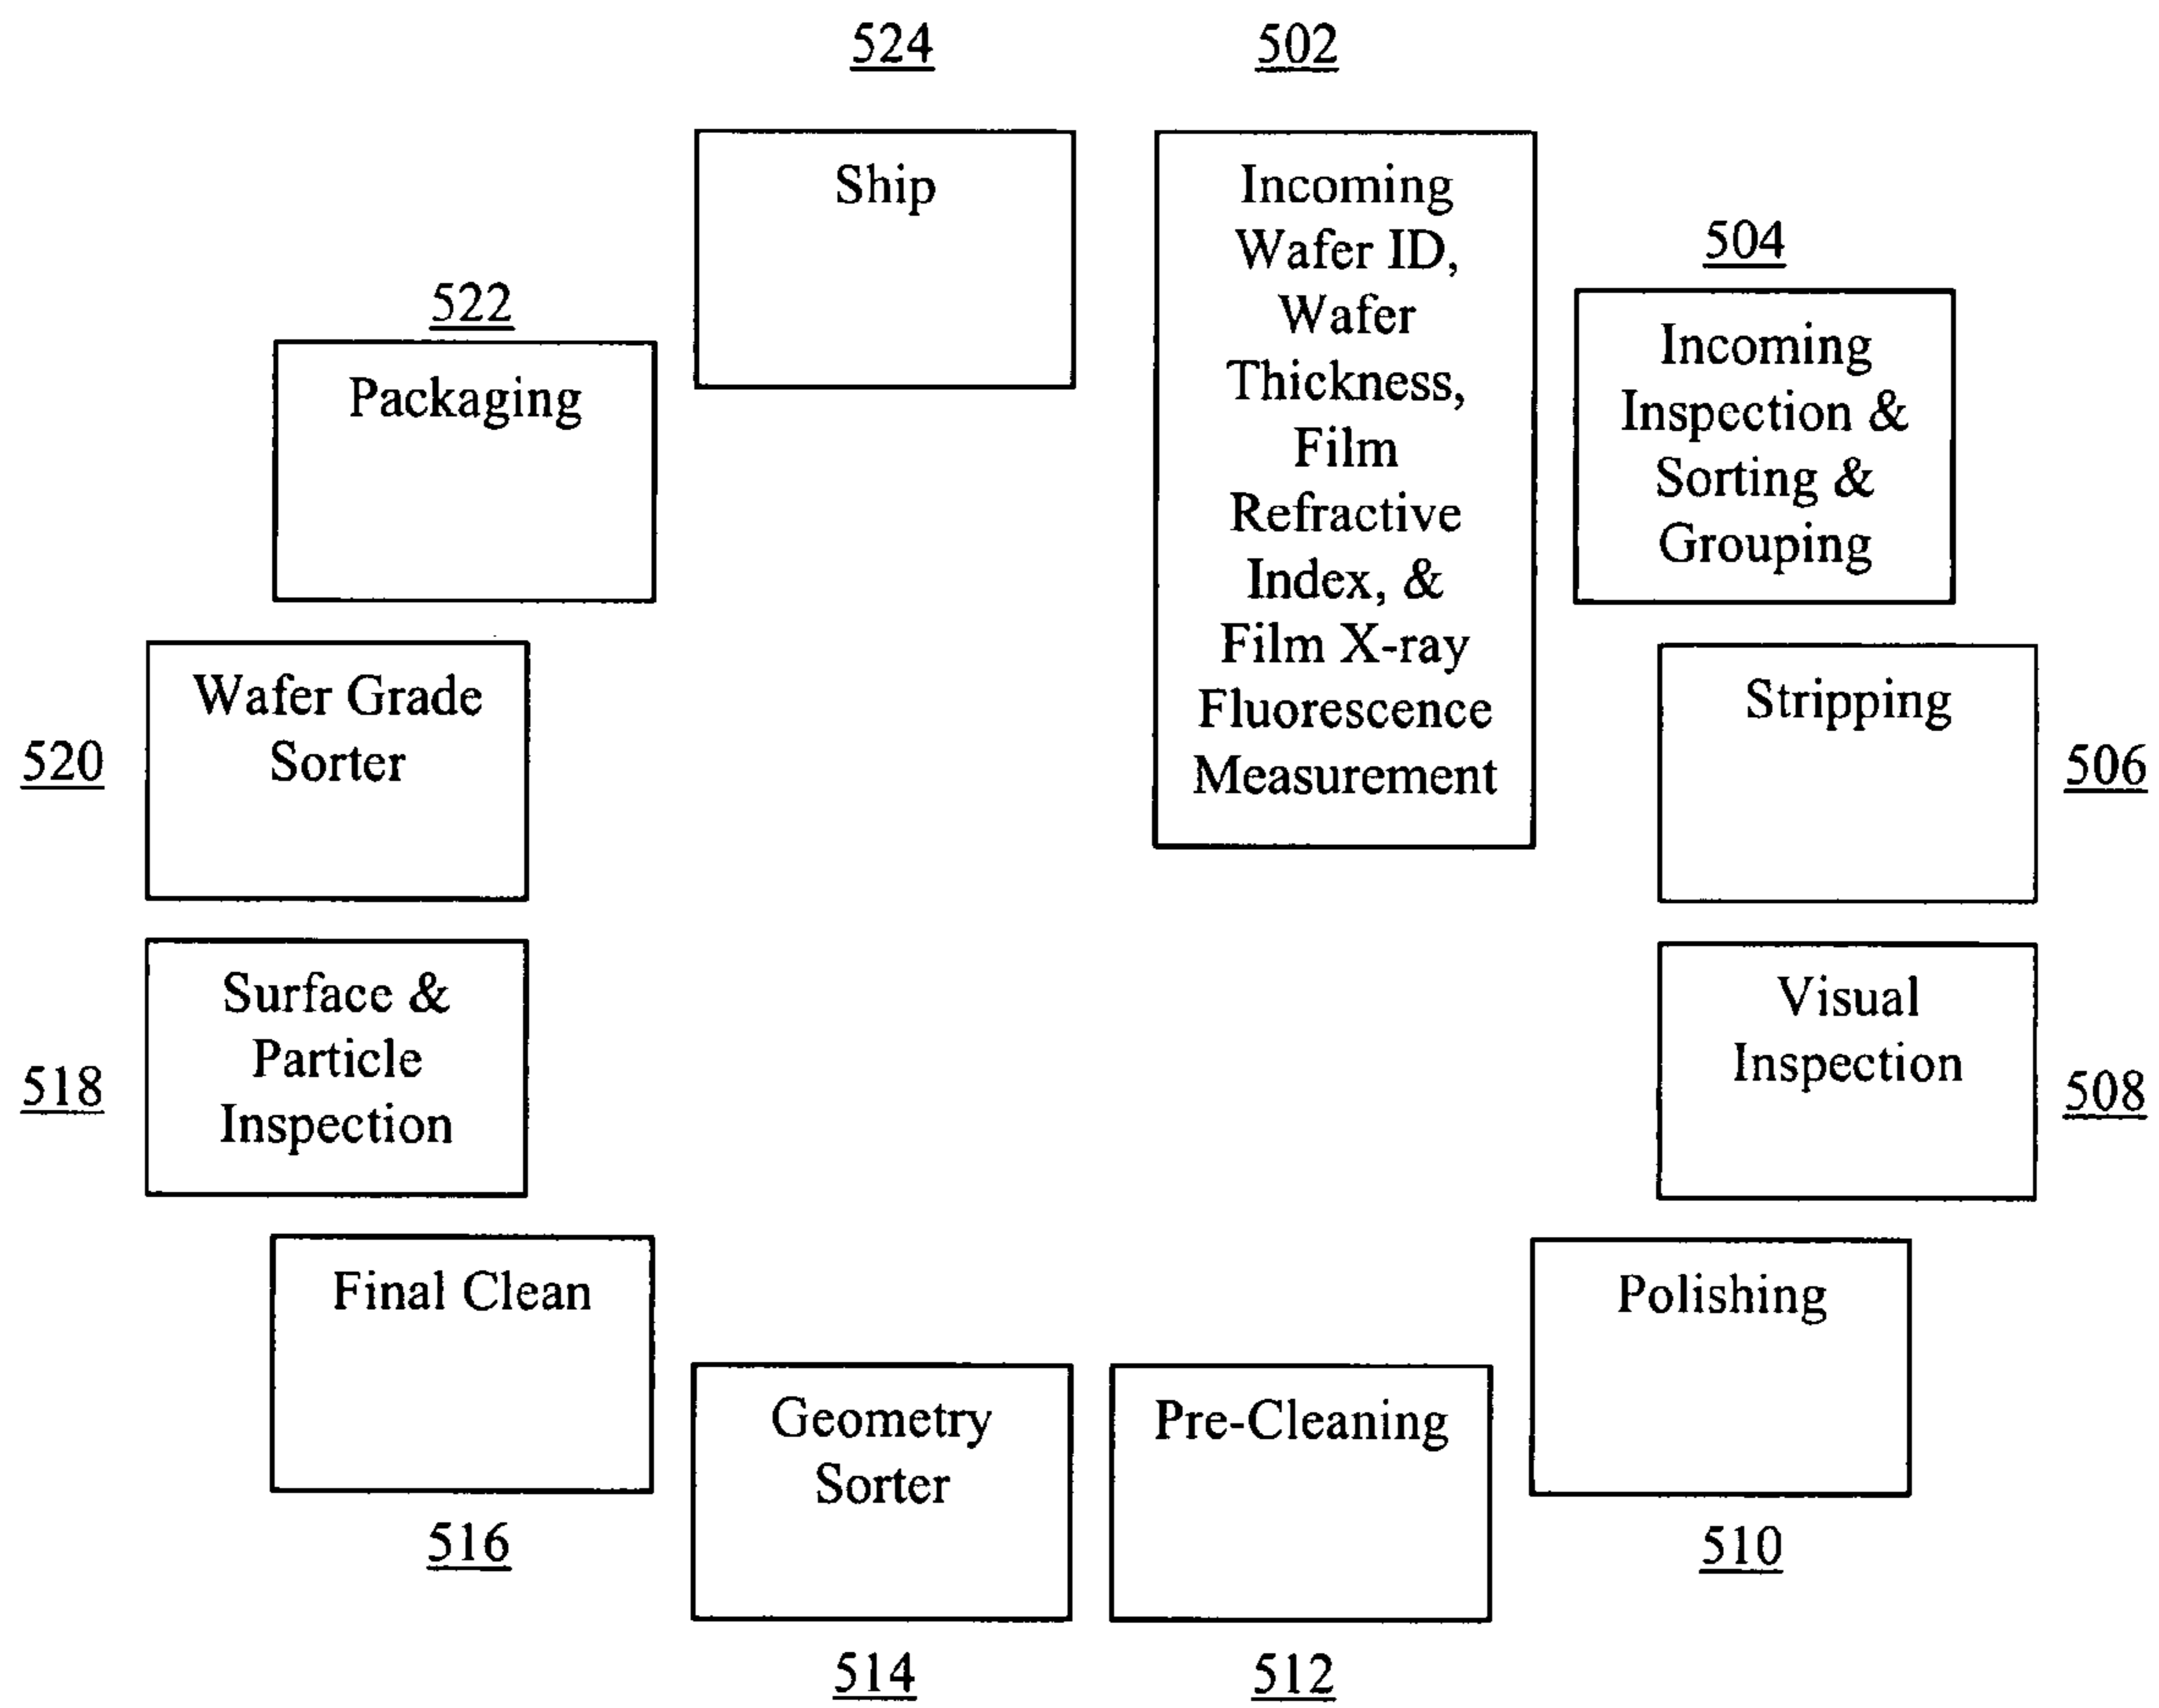 524
Ship
502
Incoming
Wafer ID,
Wafer
Thickness,
Film
Refractive
Index, &
Film X-ray
Fluorescence
Measurement
504
Incoming
Inspection &
Sorting &
Grouping
Stripping
506
Visual
Inspection
508
Polishing
510
Pre-Cleaning
512
Geometry
Sorter
514
Final Clean
516
Surface &
Particle
Inspection
518
Wafer Grade
Sorter
520
522
Packaging